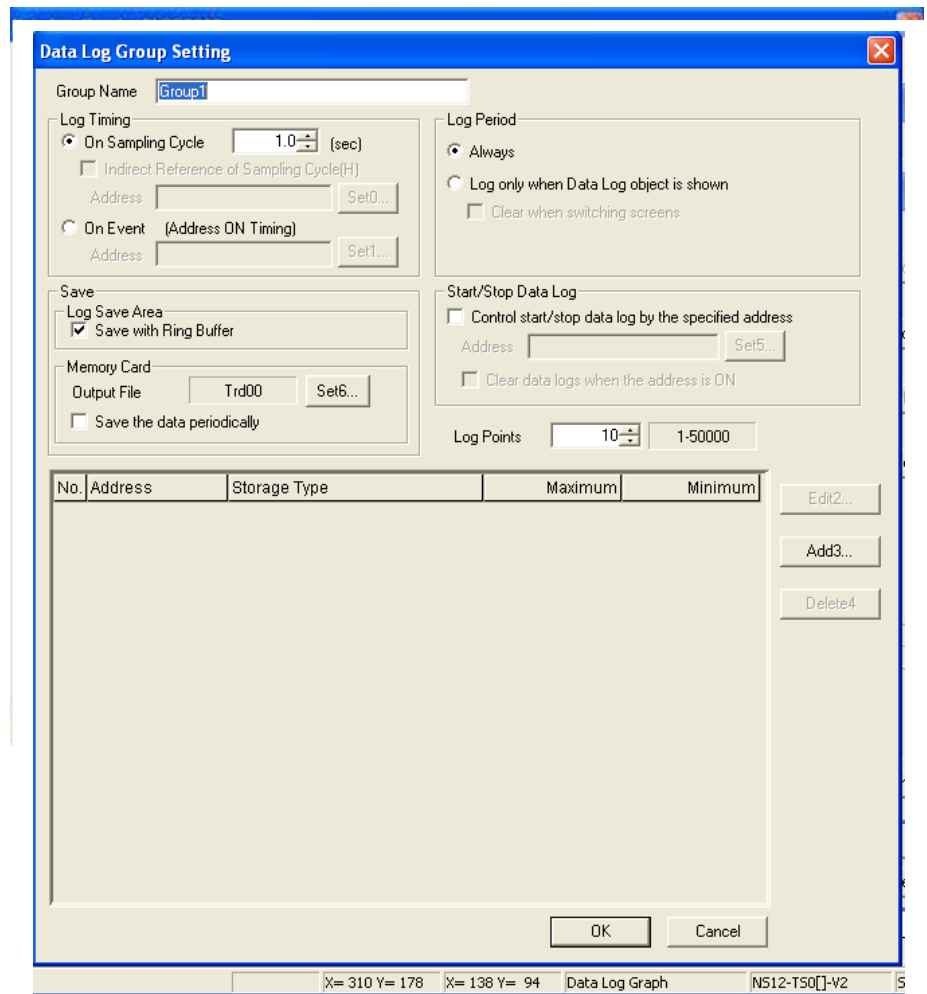 Data Log Group Setting
Group Name Group1
Log Timing
On Sampling Cycle 1.0 (sec)
Indirect Reference of Sampling Cycle(H)
Address Set0...
On Event (Address ON Timing)
Address Set1...
Log Period
Always
Log only when Data Log object is shown
Clear when switching screens
Save
Log Save Area
Save with Ring Buffer
Memory Card
Output File Trd00 Set6...
Save the data periodically
Start/Stop Data Log
Control start/stop data log by the specified address
Address Set5...
Clear data logs when the address is ON
Log Points 10 1-50000
No. Address Storage Type Maximum Minimum
Edit2...
Add3...
Delete4
OK Cancel
X= 310 Y= 178 X= 138 Y= 94 Data Log Graph NS12-TS0[]-V2 S